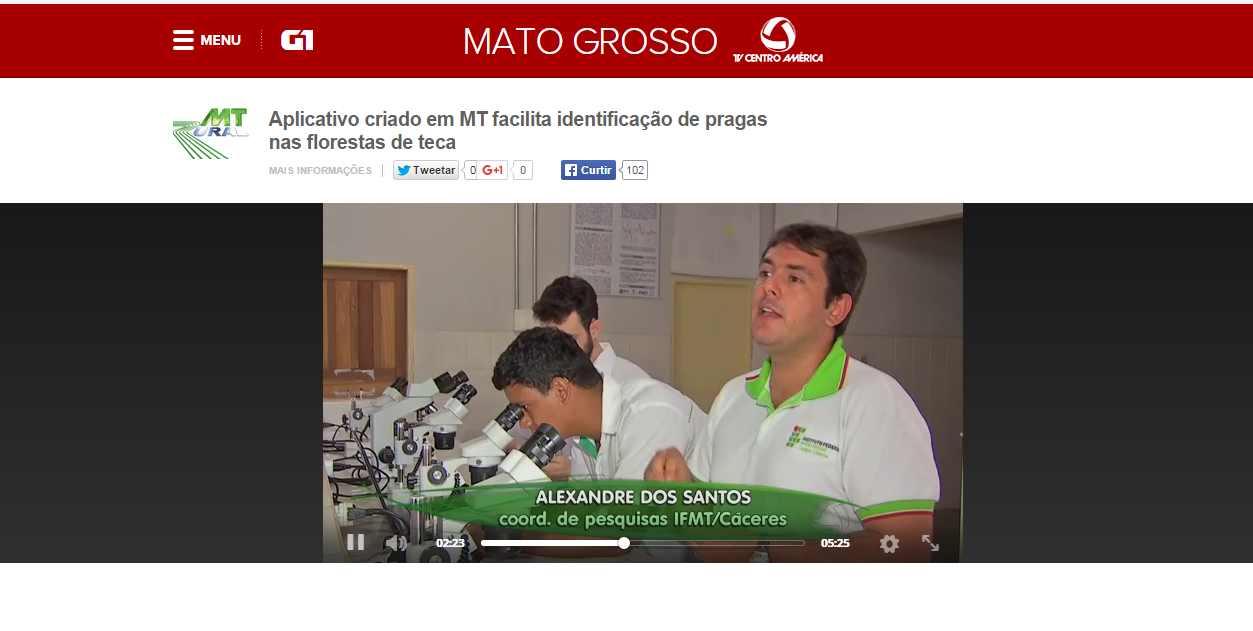 MENU
G1
MATO GROSSO
TV CENTRO AMÉRICA
MT
RURAL
Aplicativo criado em MT facilita identificação de pragas
nas florestas de teca
MAIS INFORMAÇÕES
Tweetar
0
G+1
0
Curtir
102
INSTITUTO FEDERAL
ALEXANDRE DOS SANTOS
coord. de pesquisas IFMT/Cáceres
02:23
05:25